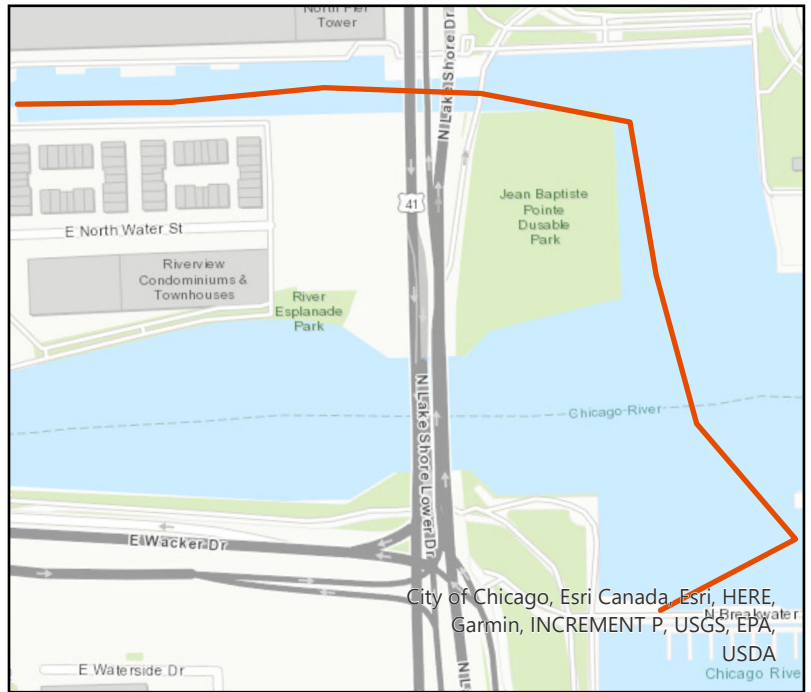 North Pier
Tower
N Lake Shore Dr
41
Jean Baptiste
Pointe
Dusable
Park
E North Water St
Riverview
Condominiums &
Townhouses
River
Esplanade
Park
N Lake Shore Lower Dr
Chicago River
E Wacker Dr
City of Chicago, Esri Canada, Esri, HERE,
Garmin, INCREMENT P, USGS, EPA,
USDA
N Breakwater
E Waterside Dr
Chicago Rive